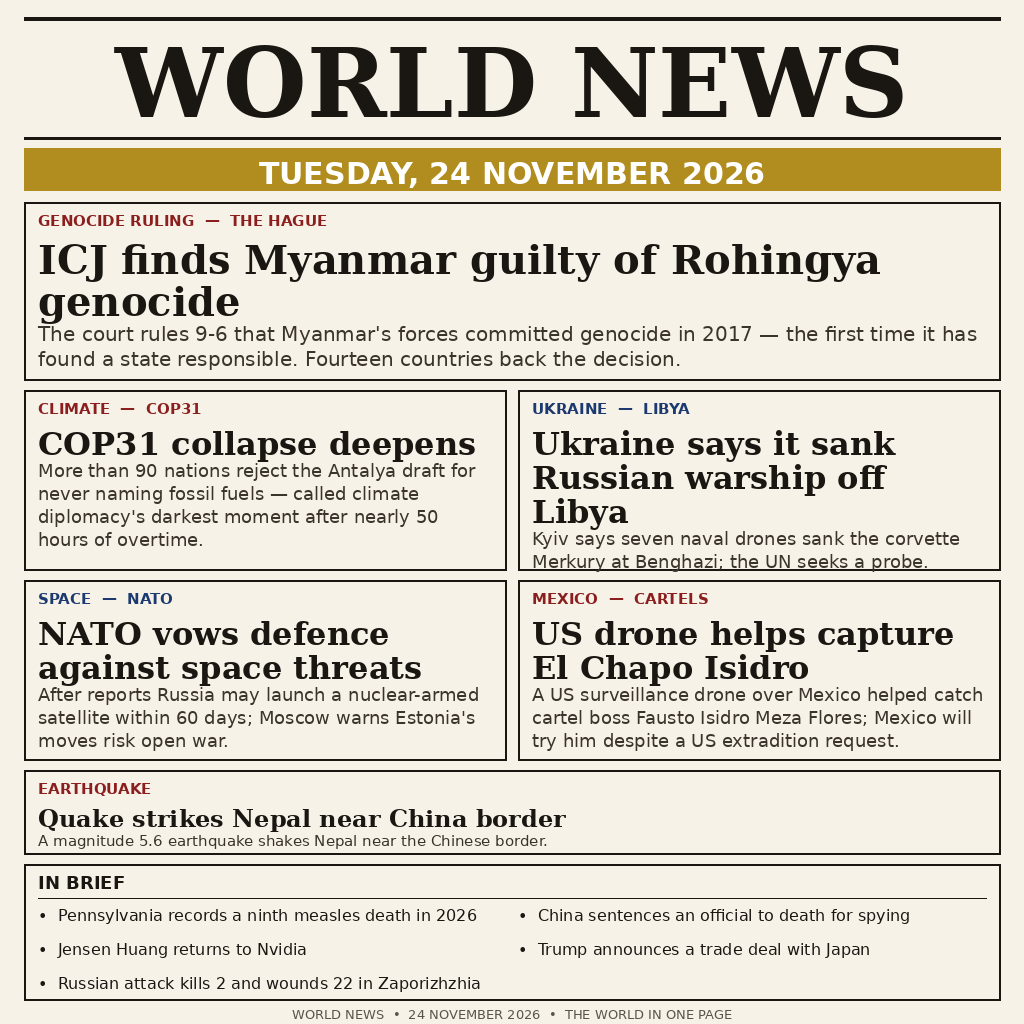 WORLD NEWS
TUESDAY, 24 NOVEMBER 2026
GENOCIDE RULING — THE HAGUE
ICJ finds Myanmar guilty of Rohingya
genocide
The court rules 9-6 that Myanmar's forces committed genocide in 2017 — the first time it has
found a state responsible. Fourteen countries back the decision.
CLIMATE — COP31
COP31 collapse deepens
More than 90 nations reject the Antalya draft for
never naming fossil fuels — called climate
diplomacy's darkest moment after nearly 50
hours of overtime.
UKRAINE — LIBYA
Ukraine says it sank
Russian warship off
Libya
Kyiv says seven naval drones sank the corvette
Merkury at Benghazi; the UN seeks a probe.
SPACE — NATO
NATO vows defence
against space threats
After reports Russia may launch a nuclear-armed
satellite within 60 days; Moscow warns Estonia's
moves risk open war.
MEXICO — CARTELS
US drone helps capture
El Chapo Isidro
A US surveillance drone over Mexico helped catch
cartel boss Fausto Isidro Meza Flores; Mexico will
try him despite a US extradition request.
EARTHQUAKE
Quake strikes Nepal near China border
A magnitude 5.6 earthquake shakes Nepal near the Chinese border.
IN BRIEF
• Pennsylvania records a ninth measles death in 2026
• Jensen Huang returns to Nvidia
• Russian attack kills 2 and wounds 22 in Zaporizhzhia
• China sentences an official to death for spying
• Trump announces a trade deal with Japan
WORLD NEWS • 24 NOVEMBER 2026 • THE WORLD IN ONE PAGE